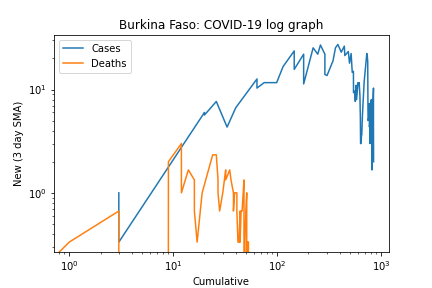 Burkina Faso: COVID-19 log graph
Cases
Deaths
New (3 day SMA)
10¹
10⁰
10⁰
10¹
10²
10³
Cumulative